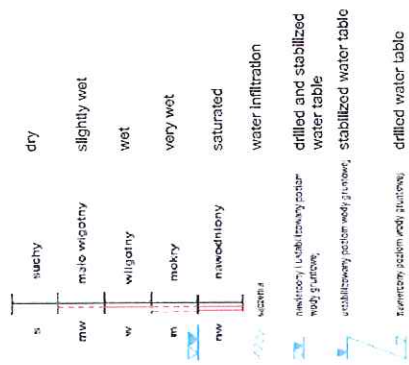 s suchy dry
mw mało wilgotny slightly wet
w wilgotny wet
m mokry very wet
nw nawodniony saturated
sączenia water infiltration
nawiercony i ustabilizowany poziom wody gruntowej drilled and stabilized water table
ustabilizowany poziom wody gruntowej stabilized water table
nawiercony poziom wody gruntowej drilled water table